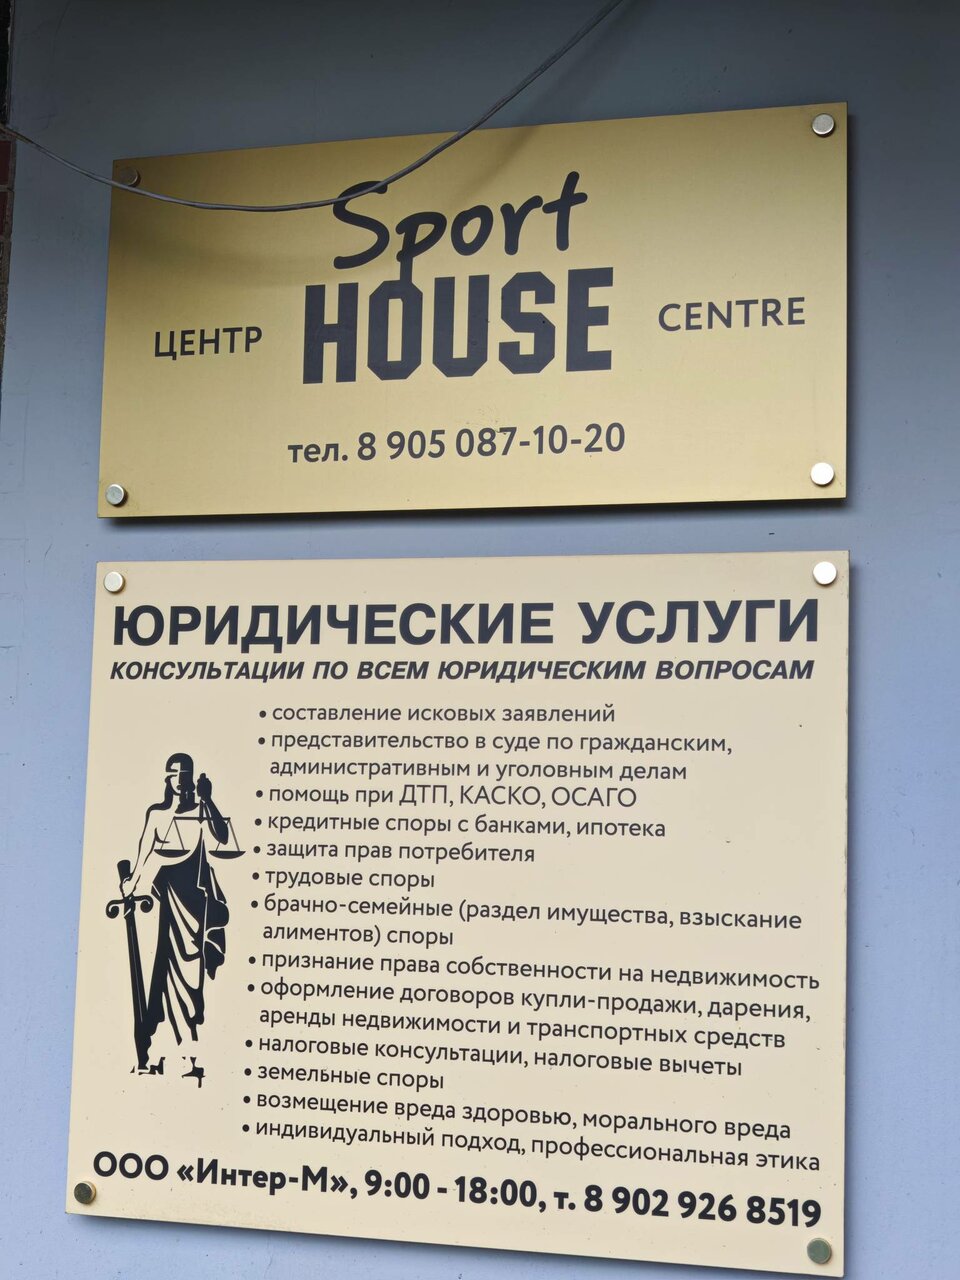 Sport
HOUSE
ЦЕНТР
CENTRE
тел. 8 905 087-10-20
ЮРИДИЧЕСКИЕ УСЛУГИ
КОНСУЛЬТАЦИИ ПО ВСЕМ ЮРИДИЧЕСКИМ ВОПРОСАМ
• составление исковых заявлений
• представительство в суде по гражданским,
административным и уголовным делам
• помощь при ДТП, КАСКО, ОСАГО
• кредитные споры с банками, ипотека
• защита прав потребителя
• трудовые споры
• брачно-семейные (раздел имущества, взыскание
алиментов) споры
• признание права собственности на недвижимость
• оформление договоров купли-продажи, дарения,
аренды недвижимости и транспортных средств
• налоговые консультации, налоговые вычеты
• земельные споры
• возмещение вреда здоровью, морального вреда
• индивидуальный подход, профессиональная этика
ООО «Интер-М», 9:00 - 18:00, т. 8 902 926 8519